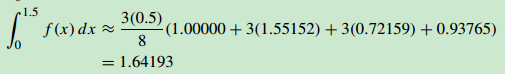 ∫₀^1.5 f(x) dx ≈ 3(0.5)/8 (1.00000 + 3(1.55152) + 3(0.72159) + 0.93765)
= 1.64193